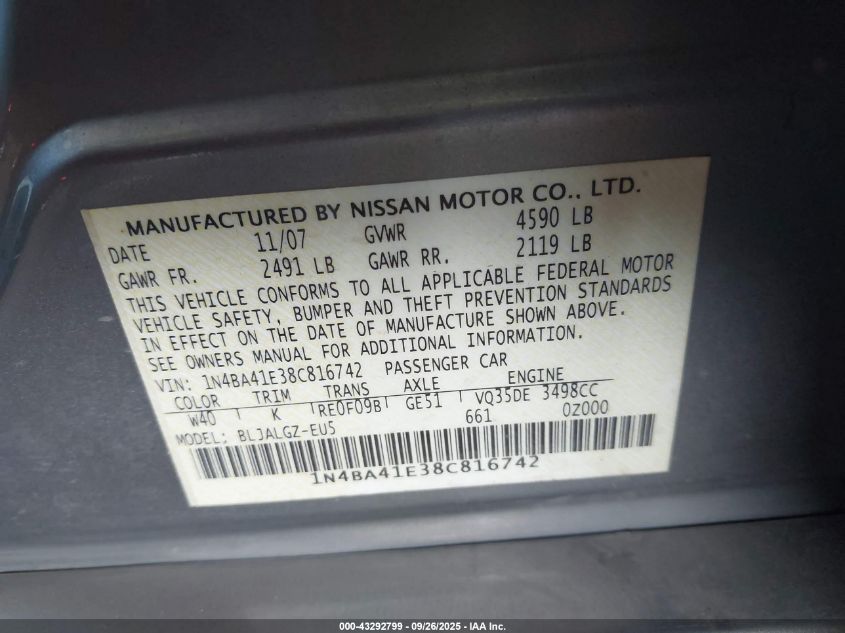 MANUFACTURED BY NISSAN MOTOR CO., LTD.
DATE 11/07 GVWR 4590 LB
GAWR FR. 2491 LB GAWR RR. 2119 LB
THIS VEHICLE CONFORMS TO ALL APPLICABLE FEDERAL MOTOR
VEHICLE SAFETY, BUMPER AND THEFT PREVENTION STANDARDS
IN EFFECT ON THE DATE OF MANUFACTURE SHOWN ABOVE.
SEE OWNERS MANUAL FOR ADDITIONAL INFORMATION.
VIN: 1N4BA41E38C816742 PASSENGER CAR
COLOR TRIM TRANS AXLE ENGINE
W40 K RE0F09B GE51 VQ35DE 3498CC
MODEL: BLJALGZ-EU5 661 0Z000
1N4BA41E38C816742
000-43292799 - 09/26/2025 - IAA Inc.